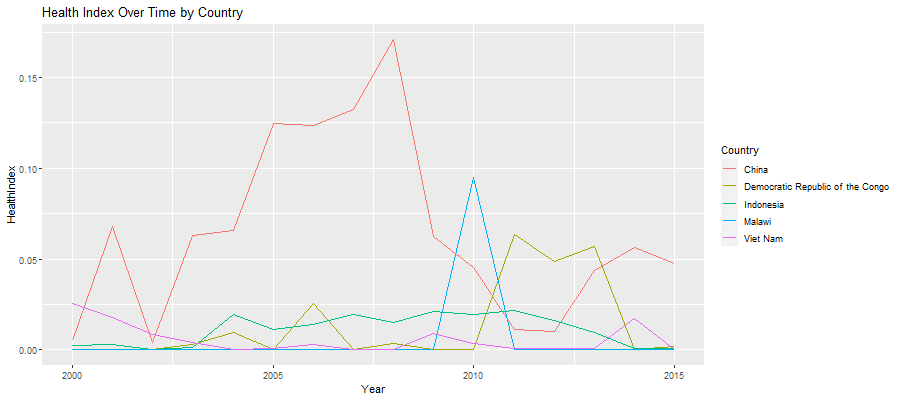 Health Index Over Time by Country
HealthIndex
0.15
0.10
0.05
0.00
2000
2005
2010
2015
Year
Country
China
Democratic Republic of the Congo
Indonesia
Malawi
Viet Nam